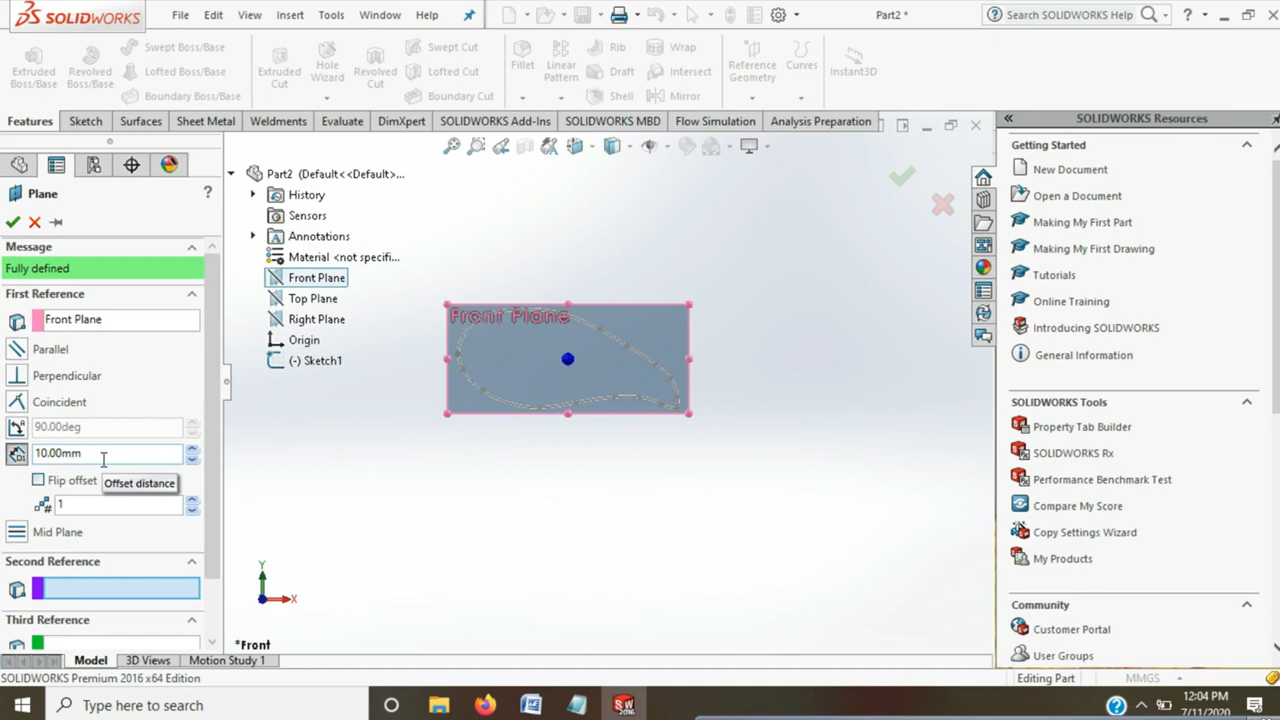 SOLIDWORKS File Edit View Insert Tools Window Help Part2 * Search SOLIDWORKS Help ?
Extruded Boss/Base
Revolved Boss/Base
Swept Boss/Base
Lofted Boss/Base
Boundary Boss/Base
Extruded Cut
Hole Wizard
Revolved Cut
Swept Cut
Lofted Cut
Boundary Cut
Fillet
Linear Pattern
Rib
Draft
Shell
Wrap
Intersect
Mirror
Reference Geometry
Curves
Instant3D
Features Sketch Surfaces Sheet Metal Weldments Evaluate DimXpert SOLIDWORKS Add-Ins SOLIDWORKS MBD Flow Simulation Analysis Preparation
Plane ?
Message
Fully defined
First Reference
Front Plane
Parallel
Perpendicular
Coincident
90.00deg
10.00mm
Flip offset
Offset distance
1
Mid Plane
Second Reference
Third Reference
Part2 (Default<<Default>...
History
Sensors
Annotations
Material <not specifi...
Front Plane
Top Plane
Right Plane
Origin
(-) Sketch1
Front Plane
Y
X
*Front
SOLIDWORKS Resources
Getting Started
New Document
Open a Document
Making My First Part
Making My First Drawing
Tutorials
Online Training
Introducing SOLIDWORKS
General Information
SOLIDWORKS Tools
Property Tab Builder
SOLIDWORKS Rx
Performance Benchmark Test
Compare My Score
Copy Settings Wizard
My Products
Community
Customer Portal
User Groups
Model 3D Views Motion Study 1
SOLIDWORKS Premium 2016 x64 Edition Editing Part MMGS
Type here to search
SW
2016
12:04 PM
7/11/2020